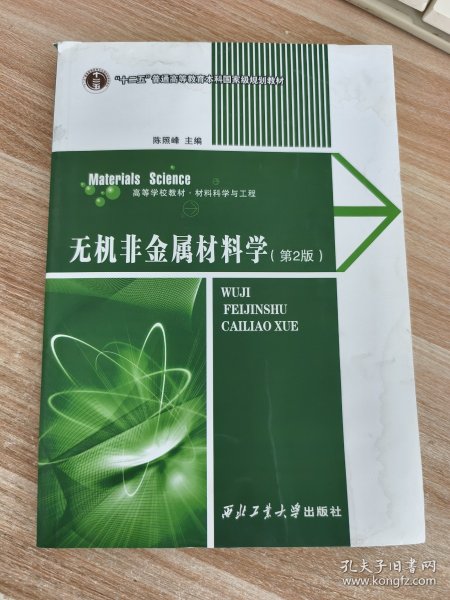 十二五
“十二五”普通高等教育本科国家级规划教材
陈照峰 主编
Materials Science
高等学校教材·材料科学与工程
无机非金属材料学(第2版)
WUJI
FEIJINSHU
CAILIAO XUE
西北工业大学出版社
孔夫子旧书网
www.kongfz.com